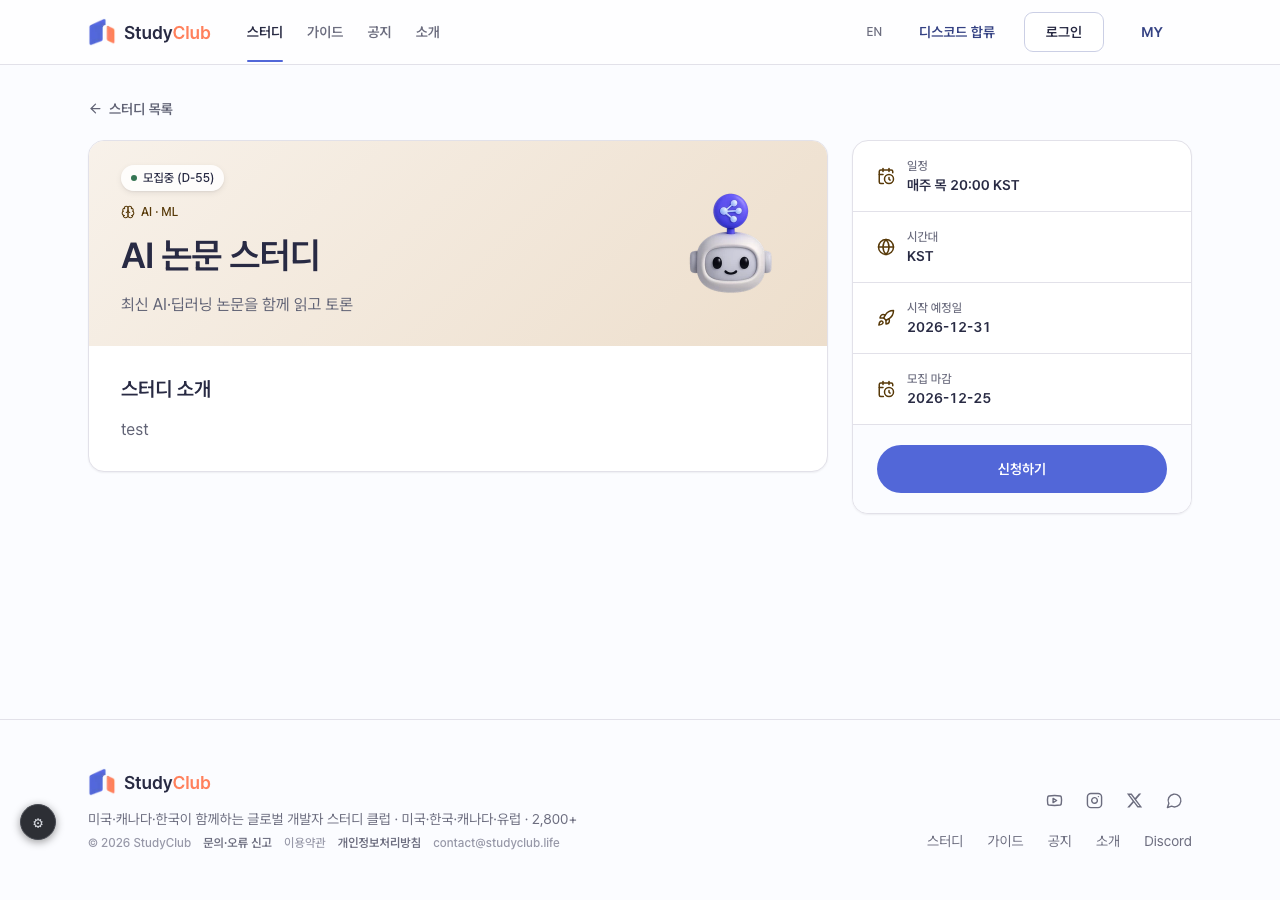 StudyClub
스터디
가이드
공지
소개
EN
디스코드 합류
로그인
MY
스터디 목록
모집중 (D-55)
AI · ML
AI 논문 스터디
최신 AI·딥러닝 논문을 함께 읽고 토론
스터디 소개
test
일정
매주 목 20:00 KST
시간대
KST
시작 예정일
2026-12-31
모집 마감
2026-12-25
신청하기
StudyClub
미국·캐나다·한국이 함께하는 글로벌 개발자 스터디 클럽 · 미국·한국·캐나다·유럽 · 2,800+
© 2026 StudyClub 문의·오류 신고 이용약관 개인정보처리방침 contact@studyclub.life
스터디 가이드 공지 소개 Discord